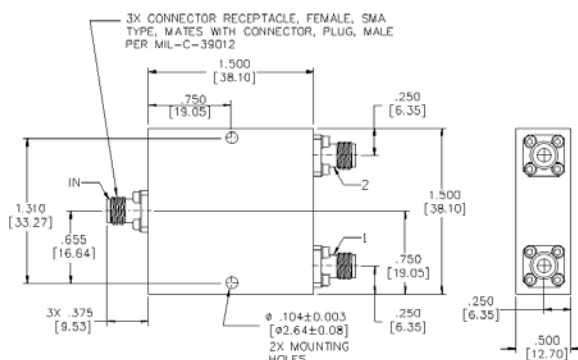 3X CONNECTOR RECEPTACLE, FEMALE, SMA
TYPE, MATES WITH CONNECTOR, PLUG, MALE
PER MIL-C-39012
1.500
[38.10]
.750
[19.05]
.250
[6.35]
IN
2
1.310
[33.27]
1.500
[38.10]
.655
[16.64]
1
.750
[19.05]
3X .375
[9.53]
ø .104±0.003
[ø2.64±0.08]
2X MOUNTING
HOLES
.250
[6.35]
.250
[6.35]
.500
[12.70]